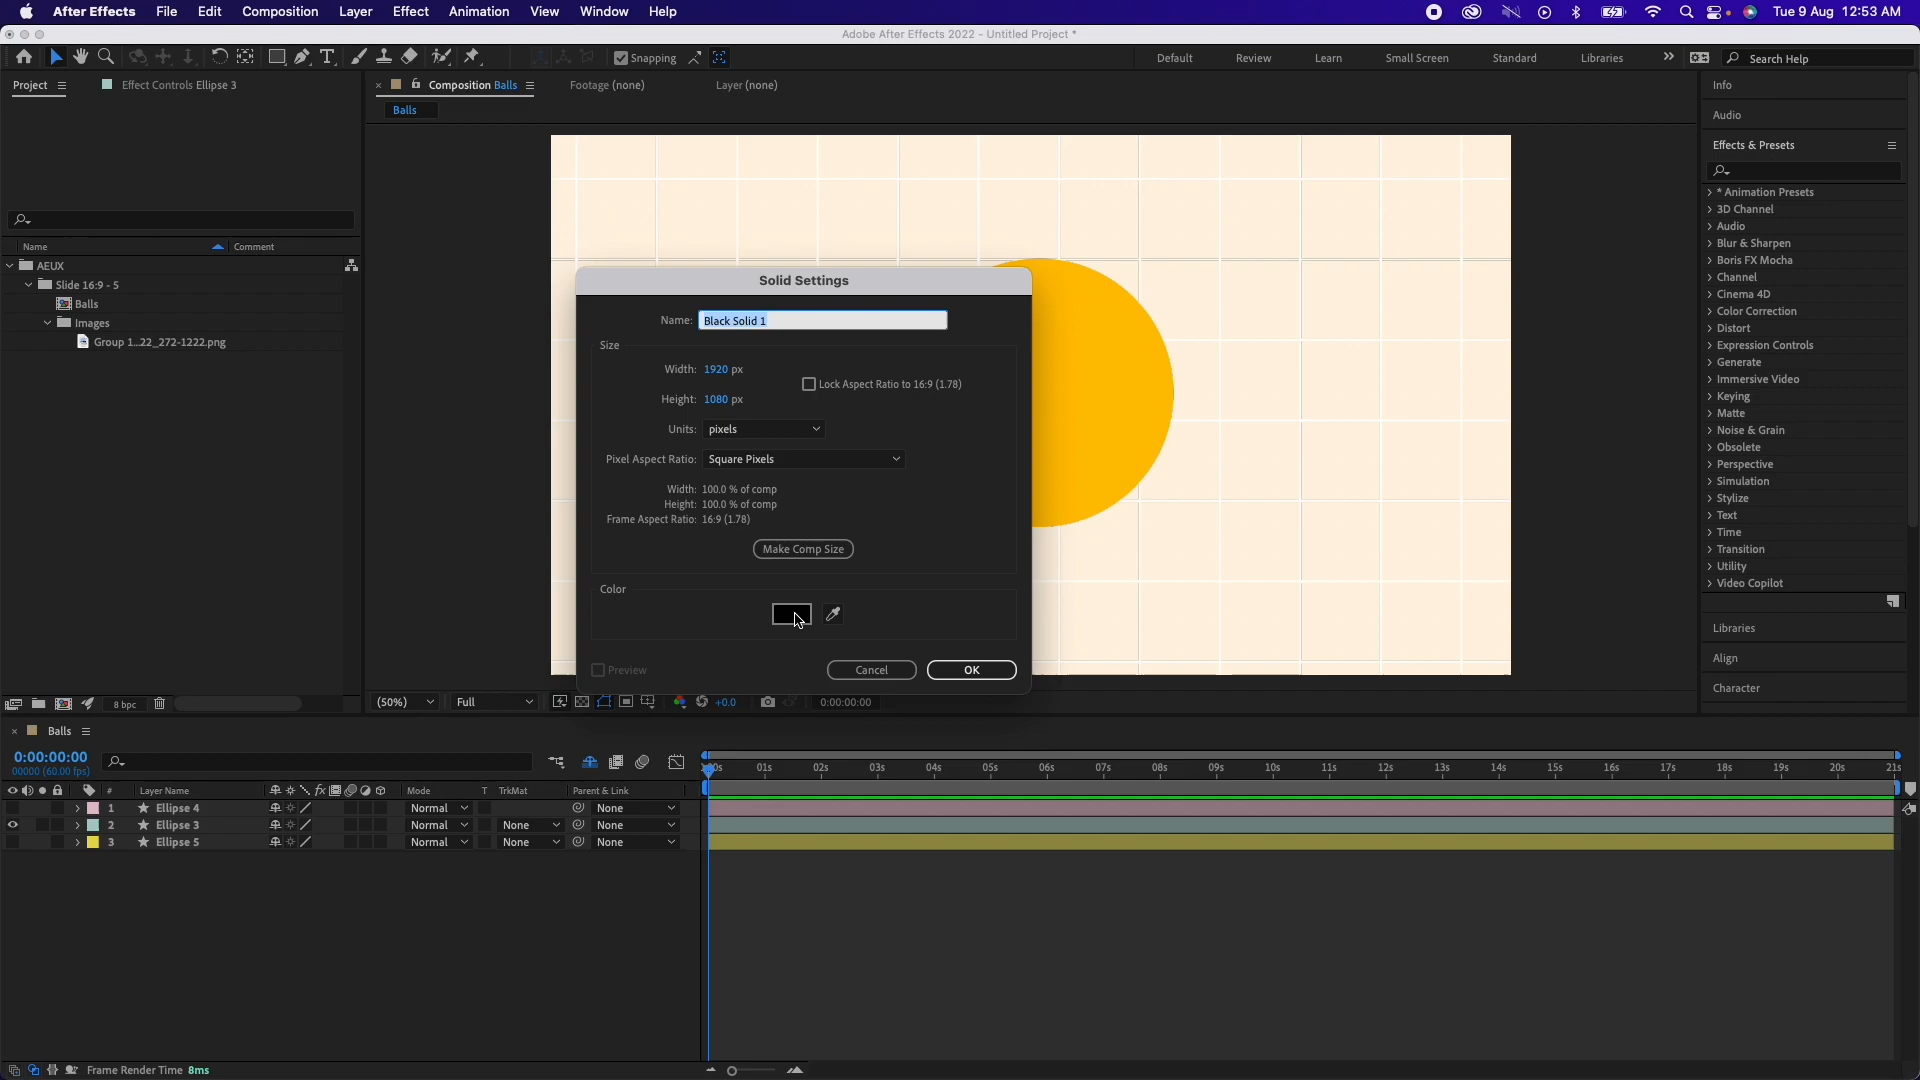 After Effects File Edit Composition Layer Effect Animation View Window Help Tue 9 Aug 12:53 AM
Adobe After Effects 2022 - Untitled Project *
Snapping Default Review Learn Small Screen Standard Libraries Search Help
Project Effect Controls Ellipse 3 Composition Balls Footage (none) Layer (none) Info
Balls
Audio
Effects & Presets
* Animation Presets
3D Channel
Audio
Name Comment
Blur & Sharpen
AEUX
Boris FX Mocha
Slide 16:9 - 5
Solid Settings
Channel
Balls
Cinema 4D
Images
Name: Black Solid 1
Color Correction
Group 1...22_272-1222.png
Size
Distort
Expression Controls
Width: 1920 px
Generate
Lock Aspect Ratio to 16:9 (1.78)
Immersive Video
Height: 1080 px
Keying
Matte
Units: pixels
Noise & Grain
Obsolete
Pixel Aspect Ratio: Square Pixels
Perspective
Width: 100.0 % of comp
Simulation
Height: 100.0 % of comp
Stylize
Frame Aspect Ratio: 16:9 (1.78)
Text
Time
Make Comp Size
Transition
Utility
Color
Video Copilot
Libraries
Preview Cancel OK
Align
Character
8 bpc (50%) Full +0.0 0:00:00:00
Balls
0:00:00:00
00000 (60.00 fps)
01s 02s 03s 04s 05s 06s 07s 08s 09s 10s 11s 12s 13s 14s 15s 16s 17s 18s 19s 20s 21s
# Layer Name Mode T TrkMat Parent & Link
1 Ellipse 4 Normal None
2 Ellipse 3 Normal None None
3 Ellipse 5 Normal None None
Frame Render Time 8ms